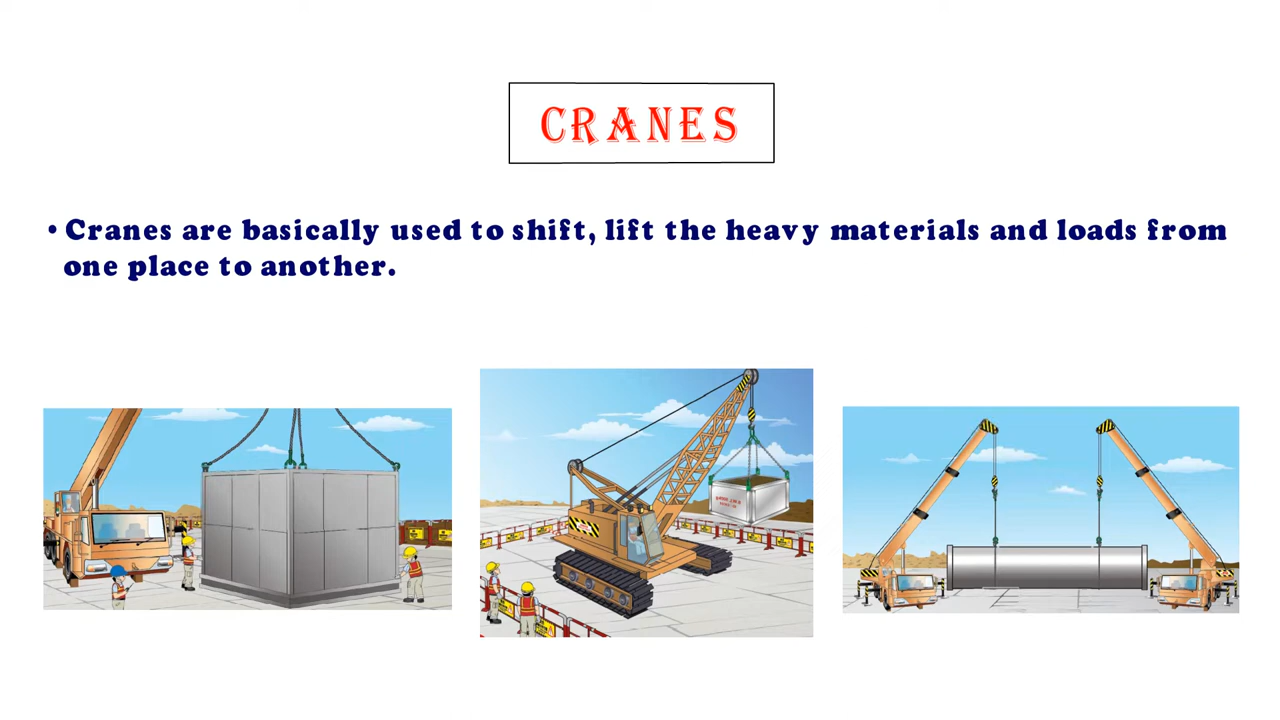 CRANES
• Cranes are basically used to shift, lift the heavy materials and loads from
one place to another.